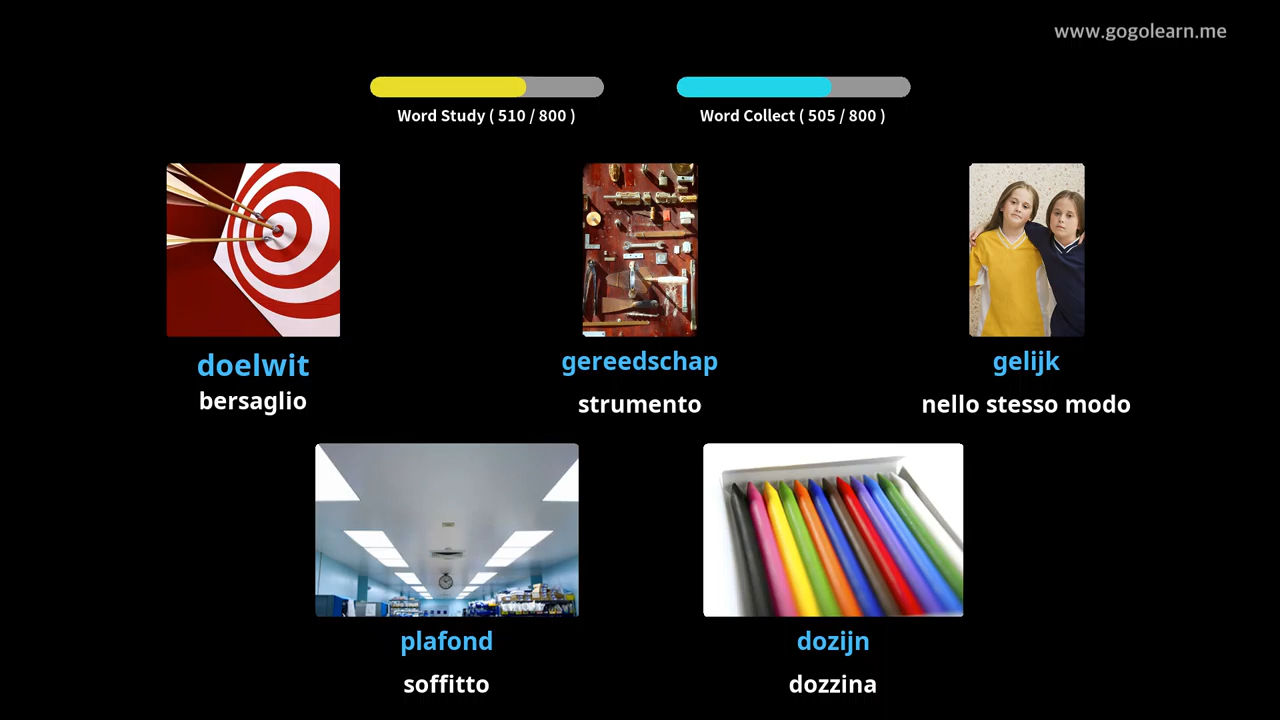 www.gogolearn.me
Word Study ( 510 / 800 )
Word Collect ( 505 / 800 )
doelwit
bersaglio
gereedschap
strumento
gelijk
nello stesso modo
plafond
soffitto
dozijn
dozzina